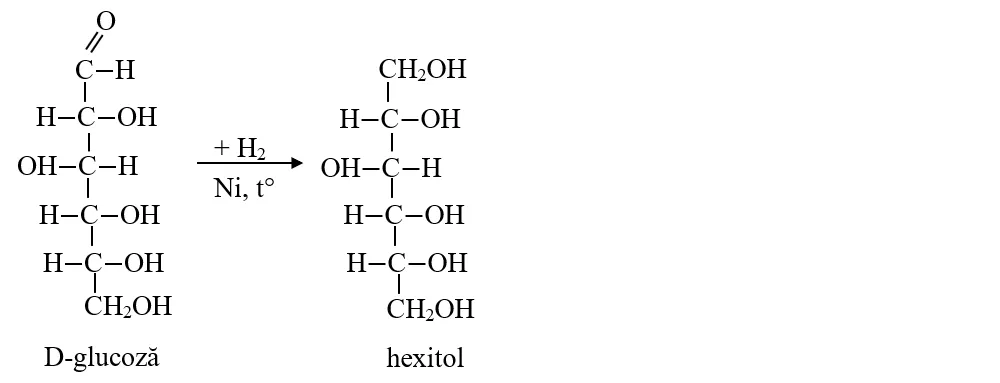 O
C–H
CH₂OH
H–C–OH
H–C–OH
+ H₂
OH–C–H
OH–C–H
Ni, t°
H–C–OH
H–C–OH
H–C–OH
H–C–OH
CH₂OH
CH₂OH
D-glucoză
hexitol